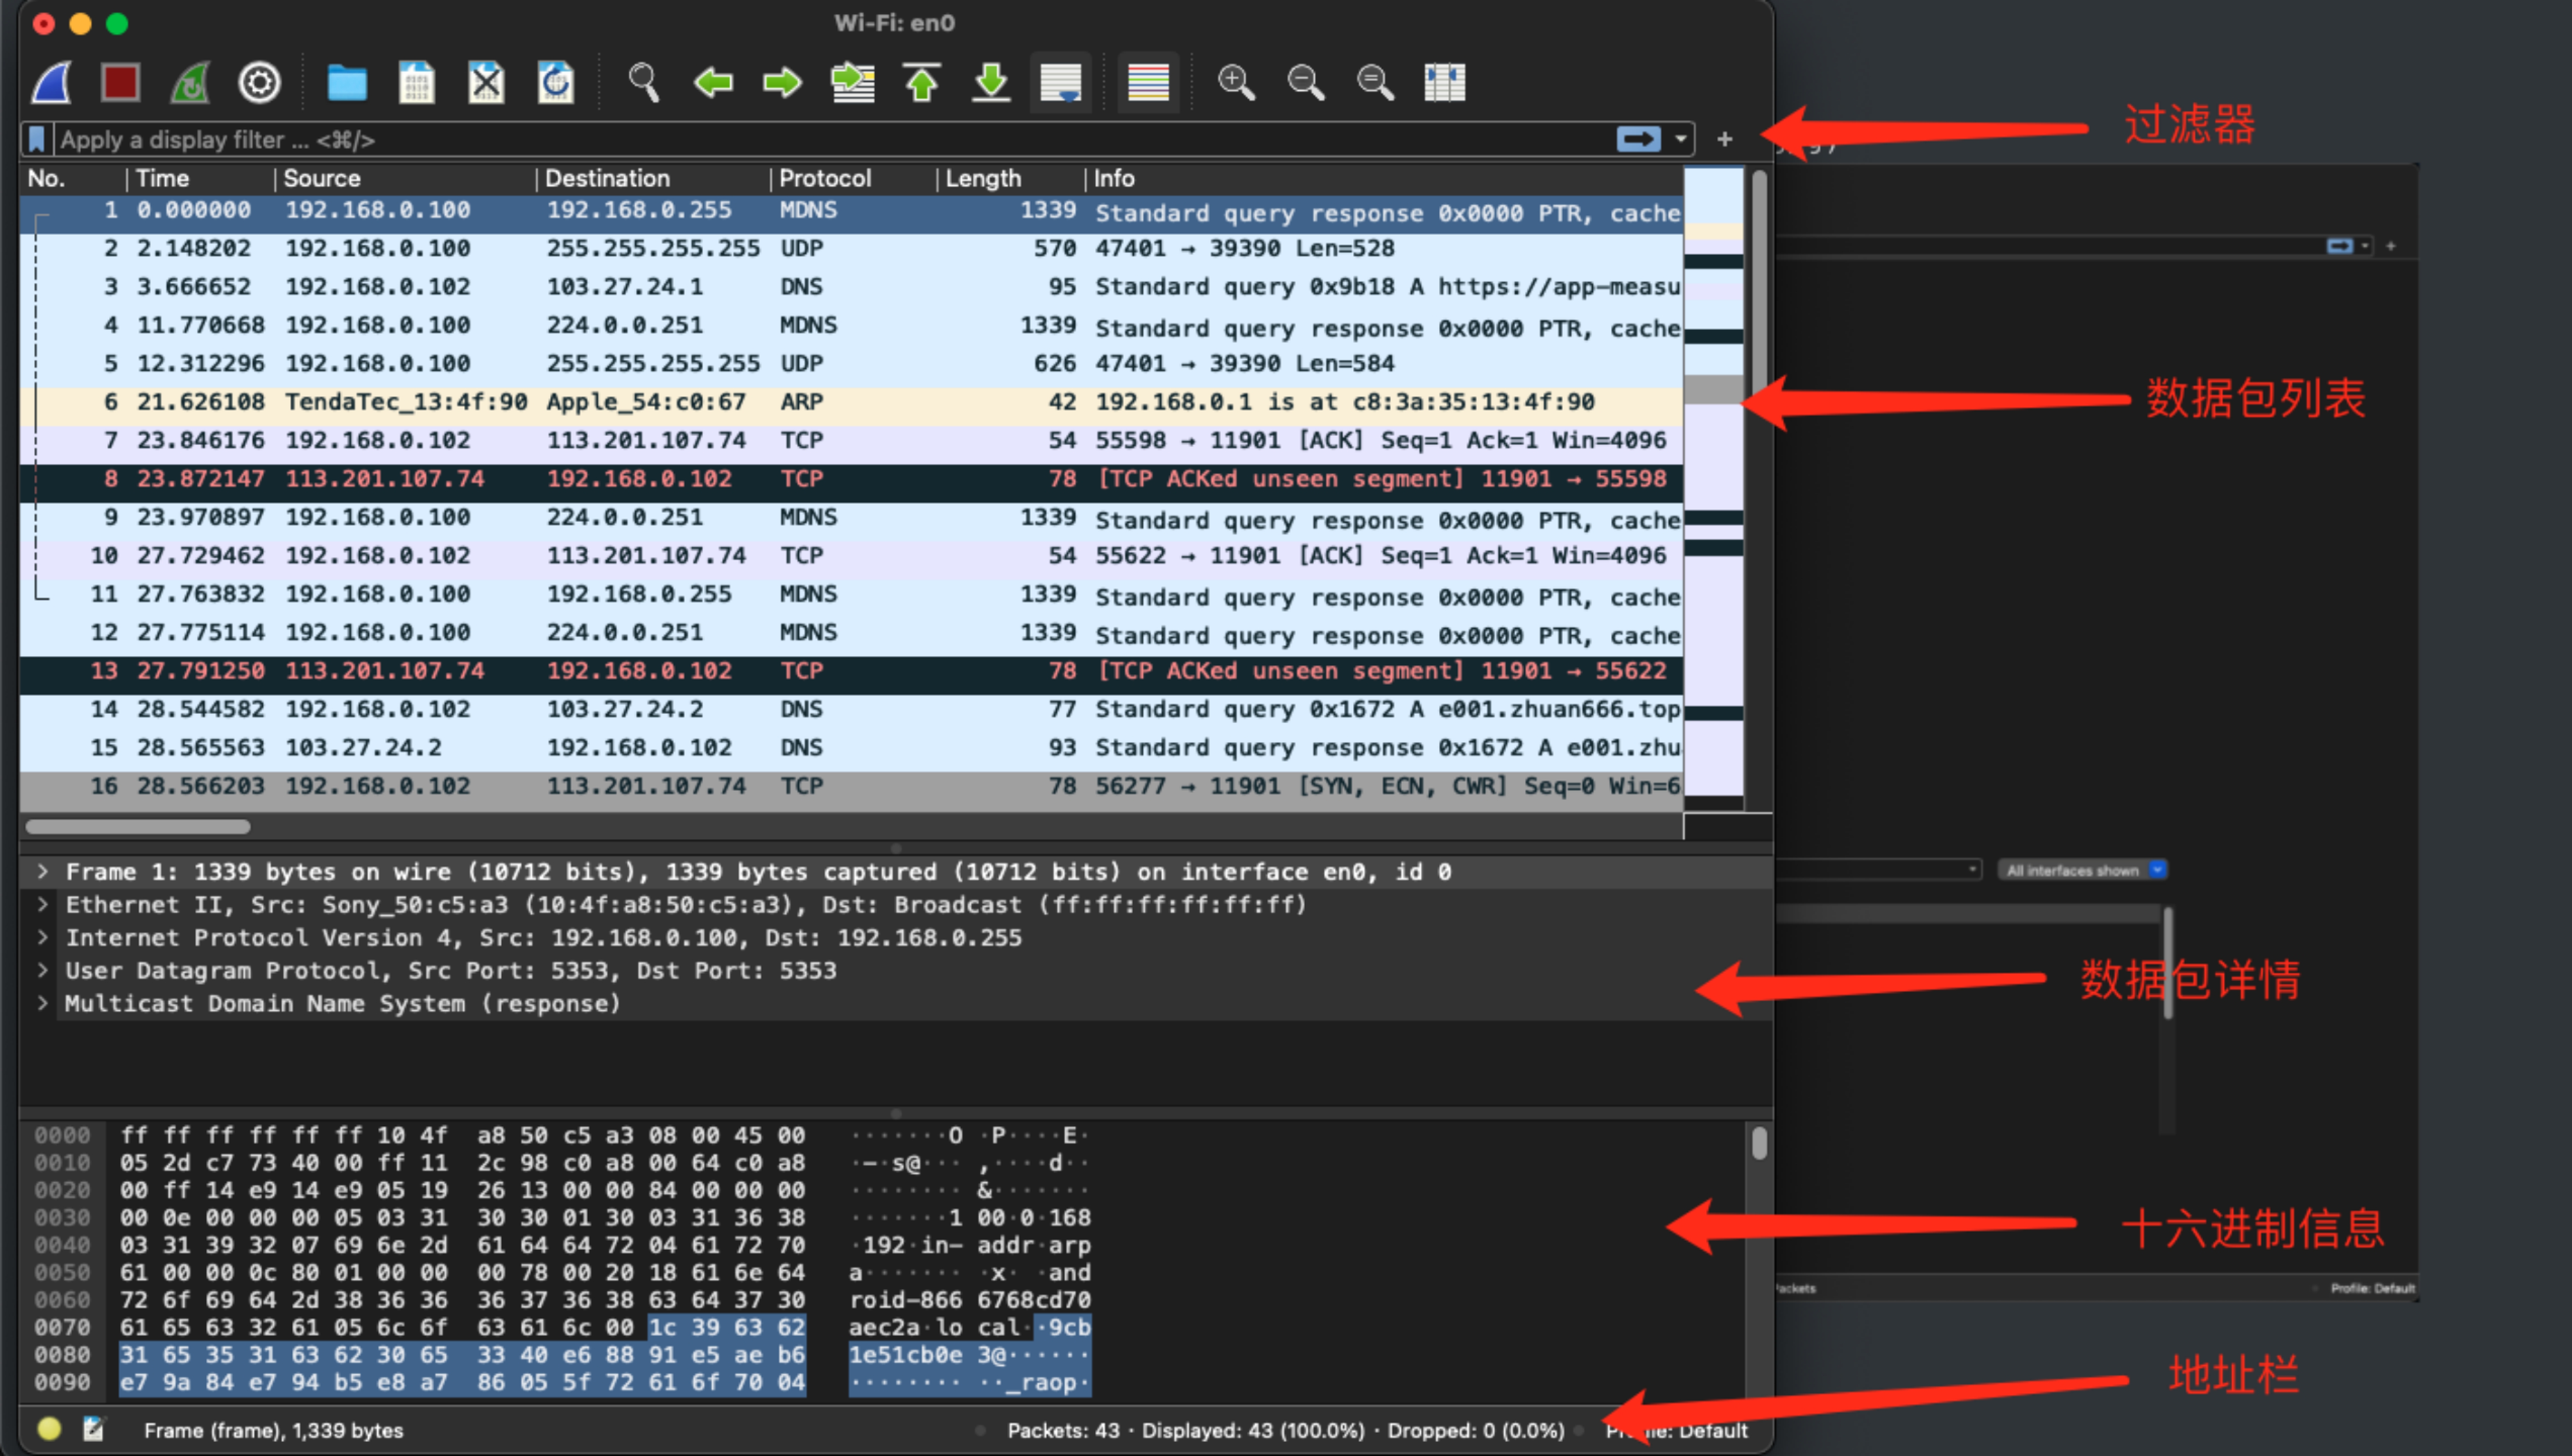 Wi-Fi: en0
Apply a display filter ... <⌘/>
+
过滤器
No. Time Source Destination Protocol Length Info
1 0.000000 192.168.0.100 192.168.0.255 MDNS 1339 Standard query response 0x0000 PTR, cache
2 2.148202 192.168.0.100 255.255.255.255 UDP 570 47401 → 39390 Len=528
3 3.666652 192.168.0.102 103.27.24.1 DNS 95 Standard query 0x9b18 A https://app-measu
4 11.770668 192.168.0.100 224.0.0.251 MDNS 1339 Standard query response 0x0000 PTR, cache
5 12.312296 192.168.0.100 255.255.255.255 UDP 626 47401 → 39390 Len=584
6 21.626108 TendaTec_13:4f:90 Apple_54:c0:67 ARP 42 192.168.0.1 is at c8:3a:35:13:4f:90
数据包列表
7 23.846176 192.168.0.102 113.201.107.74 TCP 54 55598 → 11901 [ACK] Seq=1 Ack=1 Win=4096
8 23.872147 113.201.107.74 192.168.0.102 TCP 78 [TCP ACKed unseen segment] 11901 → 55598
9 23.970897 192.168.0.100 224.0.0.251 MDNS 1339 Standard query response 0x0000 PTR, cache
10 27.729462 192.168.0.102 113.201.107.74 TCP 54 55622 → 11901 [ACK] Seq=1 Ack=1 Win=4096
11 27.763832 192.168.0.100 192.168.0.255 MDNS 1339 Standard query response 0x0000 PTR, cache
12 27.775114 192.168.0.100 224.0.0.251 MDNS 1339 Standard query response 0x0000 PTR, cache
13 27.791250 113.201.107.74 192.168.0.102 TCP 78 [TCP ACKed unseen segment] 11901 → 55622
14 28.544582 192.168.0.102 103.27.24.2 DNS 77 Standard query 0x1672 A e001.zhuan666.top
15 28.565563 103.27.24.2 192.168.0.102 DNS 93 Standard query response 0x1672 A e001.zhu
16 28.566203 192.168.0.102 113.201.107.74 TCP 78 56277 → 11901 [SYN, ECN, CWR] Seq=0 Win=6
Frame 1: 1339 bytes on wire (10712 bits), 1339 bytes captured (10712 bits) on interface en0, id 0
All interfaces shown
Ethernet II, Src: Sony_50:c5:a3 (10:4f:a8:50:c5:a3), Dst: Broadcast (ff:ff:ff:ff:ff:ff)
Internet Protocol Version 4, Src: 192.168.0.100, Dst: 192.168.0.255
User Datagram Protocol, Src Port: 5353, Dst Port: 5353
数据包详情
Multicast Domain Name System (response)
0000 ff ff ff ff ff ff 10 4f a8 50 c5 a3 08 00 45 00 ·······O ·P····E·
0010 05 2d c7 73 40 00 ff 11 2c 98 c0 a8 00 64 c0 a8 ·-·s@··· ,····d··
0020 00 ff 14 e9 14 e9 05 19 26 13 00 00 84 00 00 00 ········ &·······
0030 00 0e 00 00 00 05 03 31 30 30 01 30 03 31 36 38 ·······1 00·0·168
0040 03 31 39 32 07 69 6e 2d 61 64 64 72 04 61 72 70 ·192·in- addr·arp
0050 61 00 00 0c 80 01 00 00 00 78 00 20 18 61 6e 64 a······· ·x· ·and
0060 72 6f 69 64 2d 38 36 36 36 37 36 38 63 64 37 30 roid-866 6768cd70
0070 61 65 63 32 61 05 6c 6f 63 61 6c 00 1c 39 63 62 aec2a·lo cal··9cb
0080 31 65 35 31 63 62 30 65 33 40 e6 88 91 e5 ae b6 1e51cb0e 3@······
0090 e7 9a 84 e7 94 b5 e8 a7 86 05 5f 72 61 6f 70 04 ········ ··_raop·
十六进制信息
Profile: Default
地址栏
Frame (frame), 1,339 bytes
Packets: 43 · Displayed: 43 (100.0%) · Dropped: 0 (0.0%)
Profile: Default